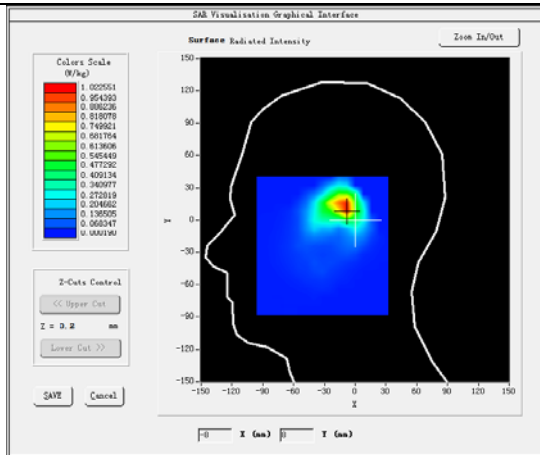 SAR Visualisation Graphical Interface
Surface Radiated Intensity
Zoom In/Out
Colors Scale
(W/kg)
1.022551
0.954393
0.886236
0.818078
0.749921
0.681764
0.613606
0.545449
0.477292
0.409134
0.340977
0.272819
0.204662
0.136505
0.068347
0.000190
Z-Cuts Control
<< Upper Cut
Z = 0.2 mm
Lower Cut >>
SAVE
Cancel
150
120
90
60
30
0
-30
-60
-90
-120
-150
Y
-150 -120 -90 -60 -30 0 30 60 90 120 150
X
-8 X (mm) 8 Y (mm)